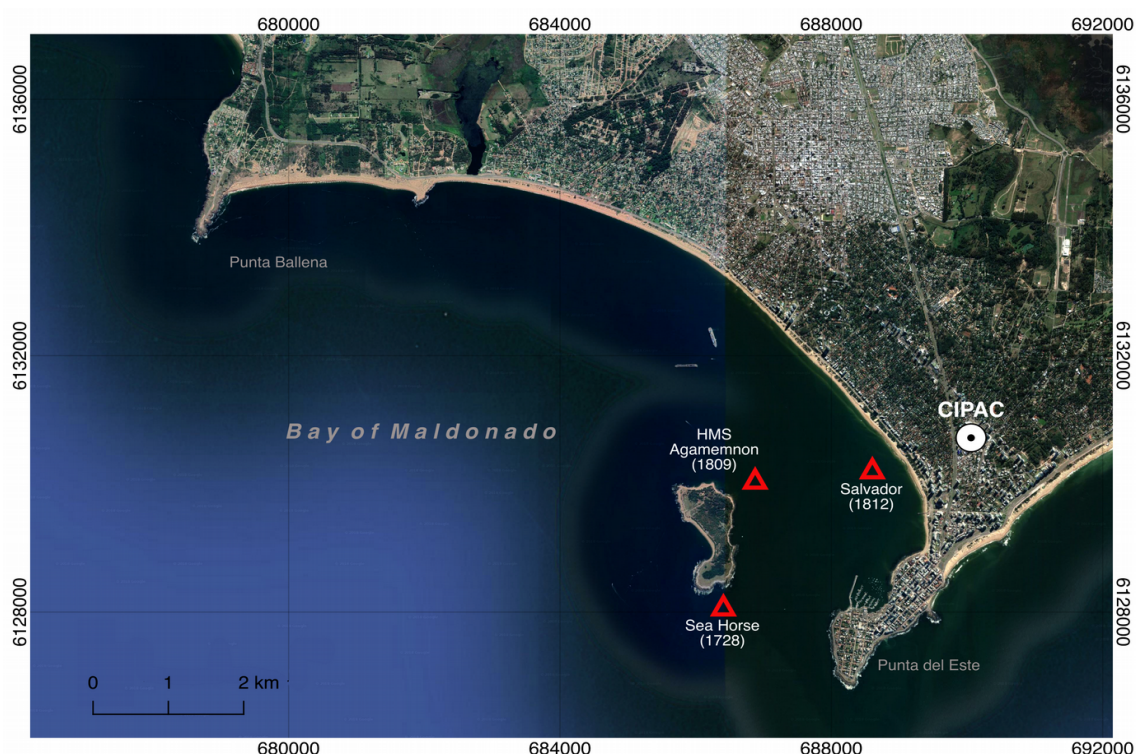 680000
684000
688000
692000
6136000
6136000
Punta Ballena
6132000
6132000
CIPAC
Bay of Maldonado
HMS
Agamemnon
(1809)
Salvador
(1812)
6128000
6128000
Sea Horse
(1728)
Punta del Este
0 1 2 km
680000
684000
688000
692000